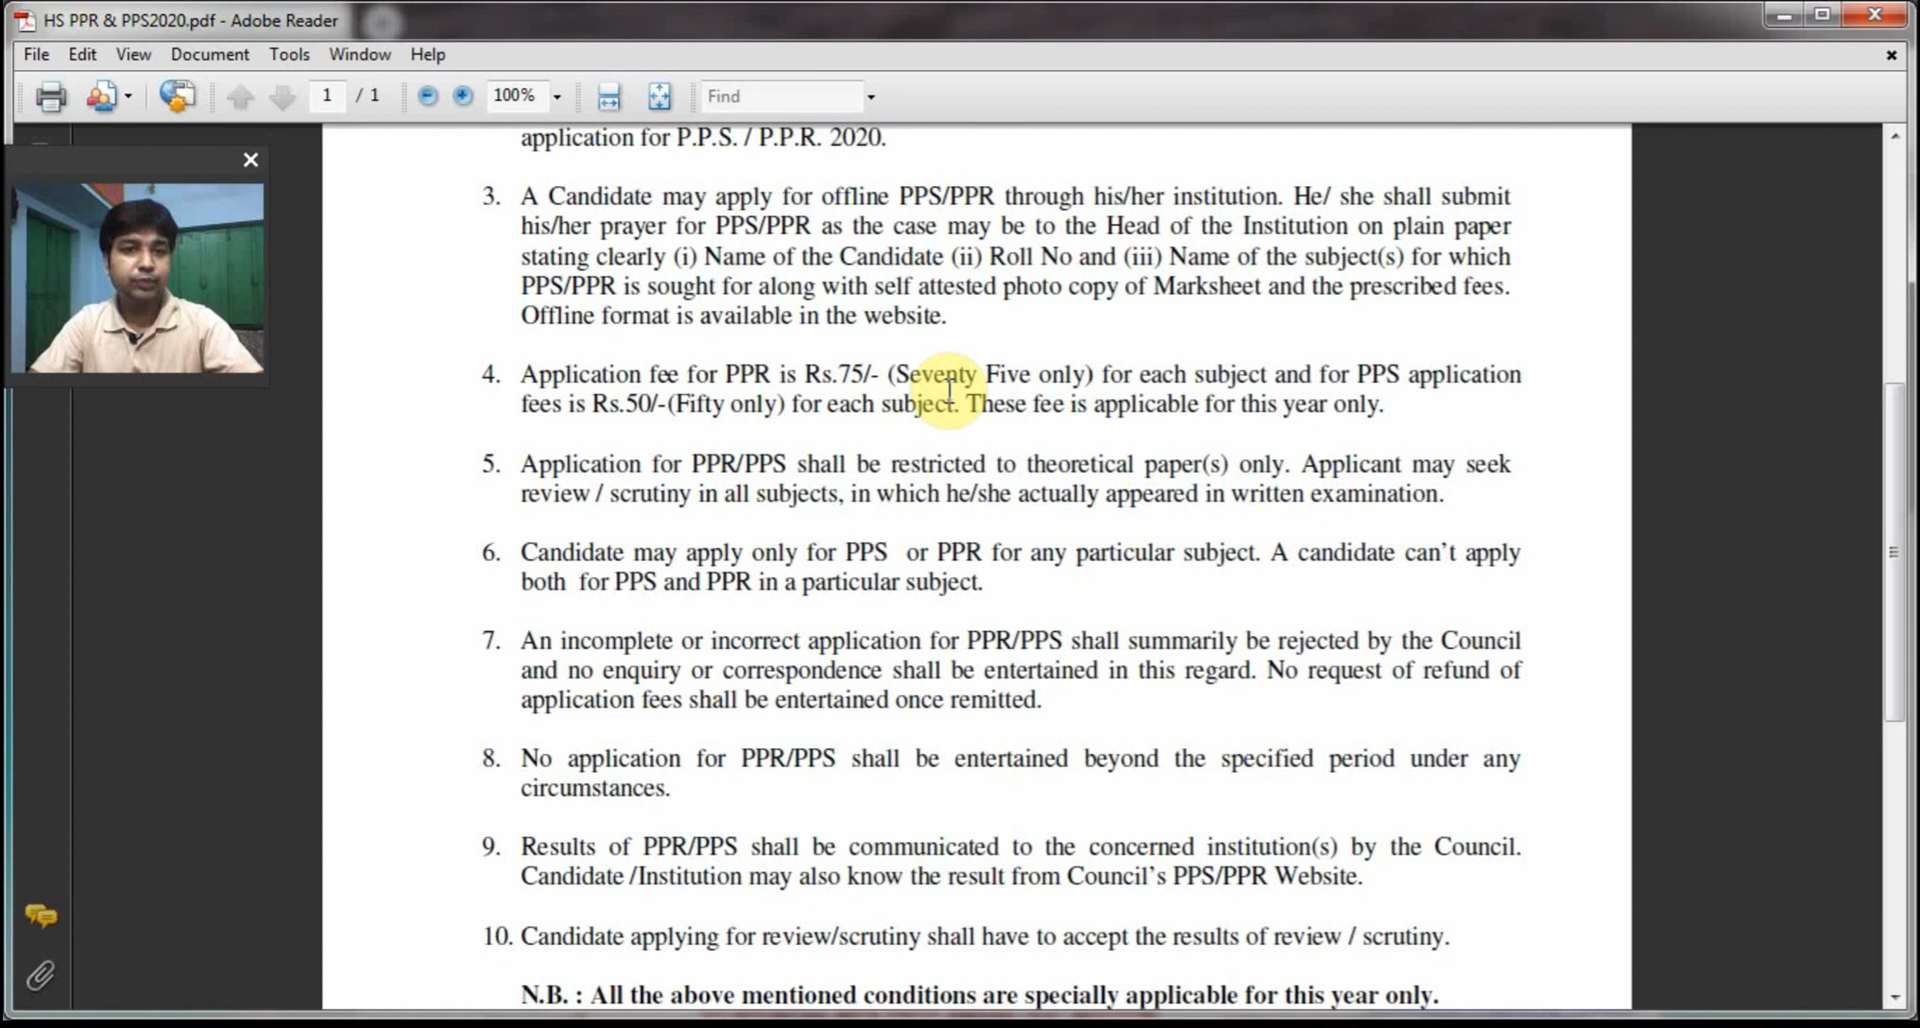 HS PPR & PPS2020.pdf - Adobe Reader
File Edit View Document Tools Window Help
1 / 1 100% Find
application for P.P.S. / P.P.R. 2020.
3. A Candidate may apply for offline PPS/PPR through his/her institution. He/ she shall submit
his/her prayer for PPS/PPR as the case may be to the Head of the Institution on plain paper
stating clearly (i) Name of the Candidate (ii) Roll No and (iii) Name of the subject(s) for which
PPS/PPR is sought for along with self attested photo copy of Marksheet and the prescribed fees.
Offline format is available in the website.
4. Application fee for PPR is Rs.75/- (Seventy Five only) for each subject and for PPS application
fees is Rs.50/-(Fifty only) for each subject. These fee is applicable for this year only.
5. Application for PPR/PPS shall be restricted to theoretical paper(s) only. Applicant may seek
review / scrutiny in all subjects, in which he/she actually appeared in written examination.
6. Candidate may apply only for PPS or PPR for any particular subject. A candidate can't apply
both for PPS and PPR in a particular subject.
7. An incomplete or incorrect application for PPR/PPS shall summarily be rejected by the Council
and no enquiry or correspondence shall be entertained in this regard. No request of refund of
application fees shall be entertained once remitted.
8. No application for PPR/PPS shall be entertained beyond the specified period under any
circumstances.
9. Results of PPR/PPS shall be communicated to the concerned institution(s) by the Council.
Candidate /Institution may also know the result from Council's PPS/PPR Website.
10. Candidate applying for review/scrutiny shall have to accept the results of review / scrutiny.
N.B. : All the above mentioned conditions are specially applicable for this year only.